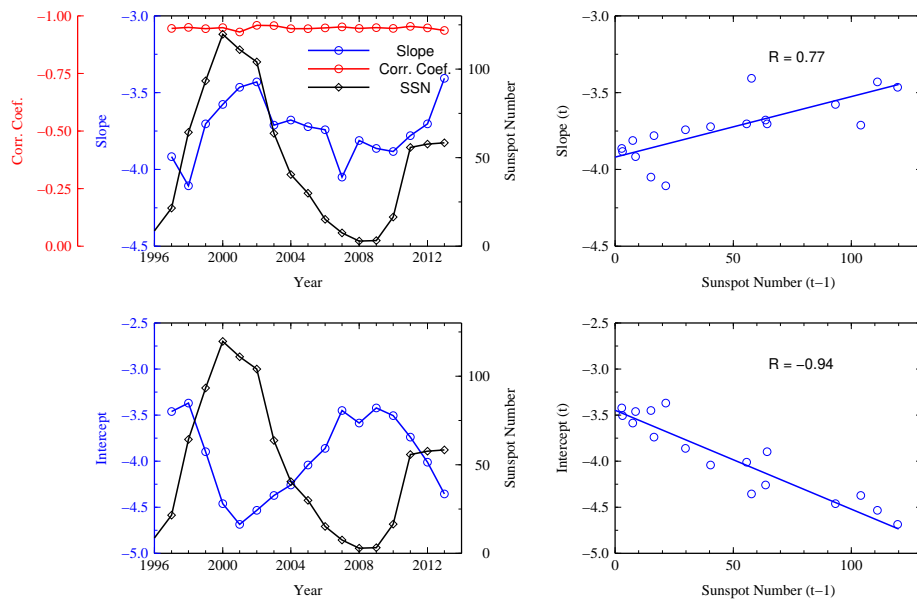 −1.00
−0.75
−0.50
−0.25
0.00
Corr. Coef.
−3.0
−3.5
−4.0
−4.5
Slope
Slope
Corr. Coef.
SSN
100
50
0
Sunspot Number
1996 2000 2004 2008 2012
Year
−3.0
−3.5
−4.0
−4.5
Slope (t)
R = 0.77
0 50 100
Sunspot Number (t−1)
−2.5
−3.0
−3.5
−4.0
−4.5
−5.0
Intercept
100
50
0
Sunspot Number
1996 2000 2004 2008 2012
Year
−2.5
−3.0
−3.5
−4.0
−4.5
−5.0
Intercept (t)
R = −0.94
0 50 100
Sunspot Number (t−1)